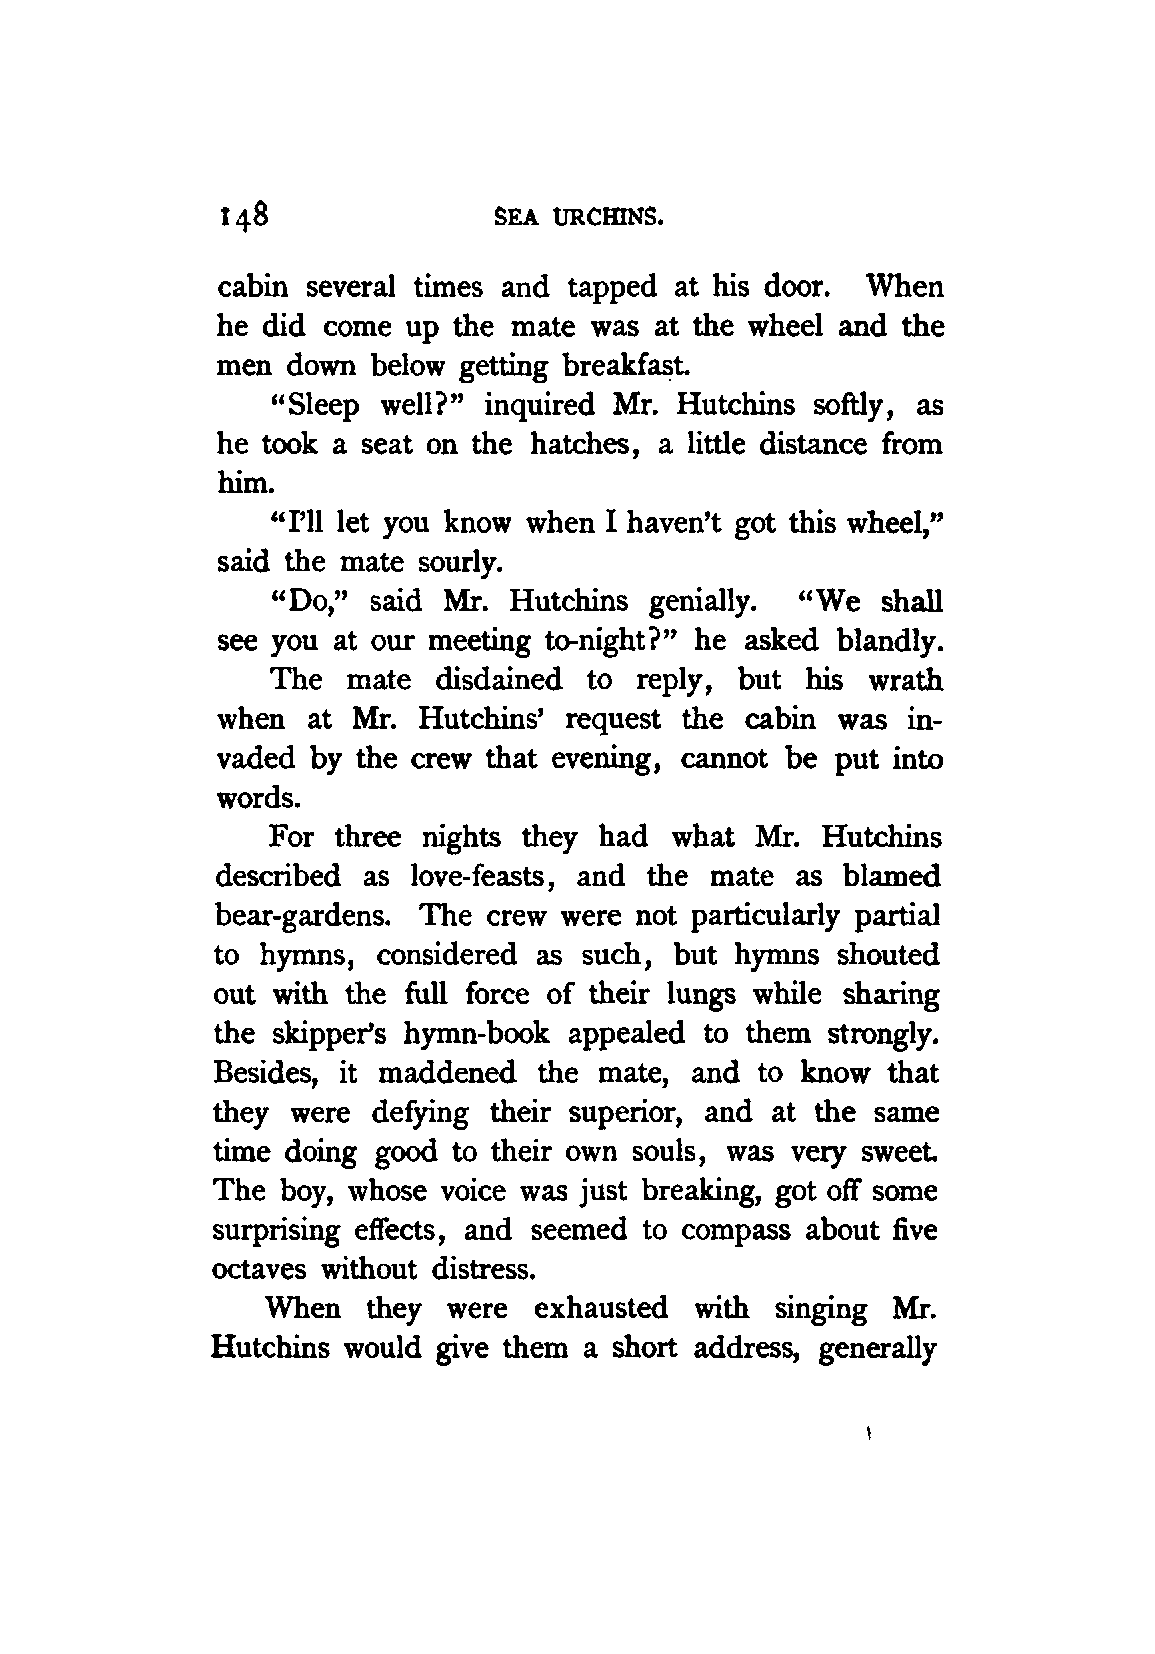 148 SEA URCHINS.
cabin several times and tapped at his door. When
he did come up the mate was at the wheel and the
men down below getting breakfast.
“Sleep well?” inquired Mr. Hutchins softly, as
he took a seat on the hatches, a little distance from
him.
“I’ll let you know when I haven’t got this wheel,”
said the mate sourly.
“Do,” said Mr. Hutchins genially. “We shall
see you at our meeting to-night?” he asked blandly.
The mate disdained to reply, but his wrath
when at Mr. Hutchins’ request the cabin was in-
vaded by the crew that evening, cannot be put into
words.
For three nights they had what Mr. Hutchins
described as love-feasts, and the mate as blamed
bear-gardens. The crew were not particularly partial
to hymns, considered as such, but hymns shouted
out with the full force of their lungs while sharing
the skipper’s hymn-book appealed to them strongly.
Besides, it maddened the mate, and to know that
they were defying their superior, and at the same
time doing good to their own souls, was very sweet.
The boy, whose voice was just breaking, got off some
surprising effects, and seemed to compass about five
octaves without distress.
When they were exhausted with singing Mr.
Hutchins would give them a short address, generally